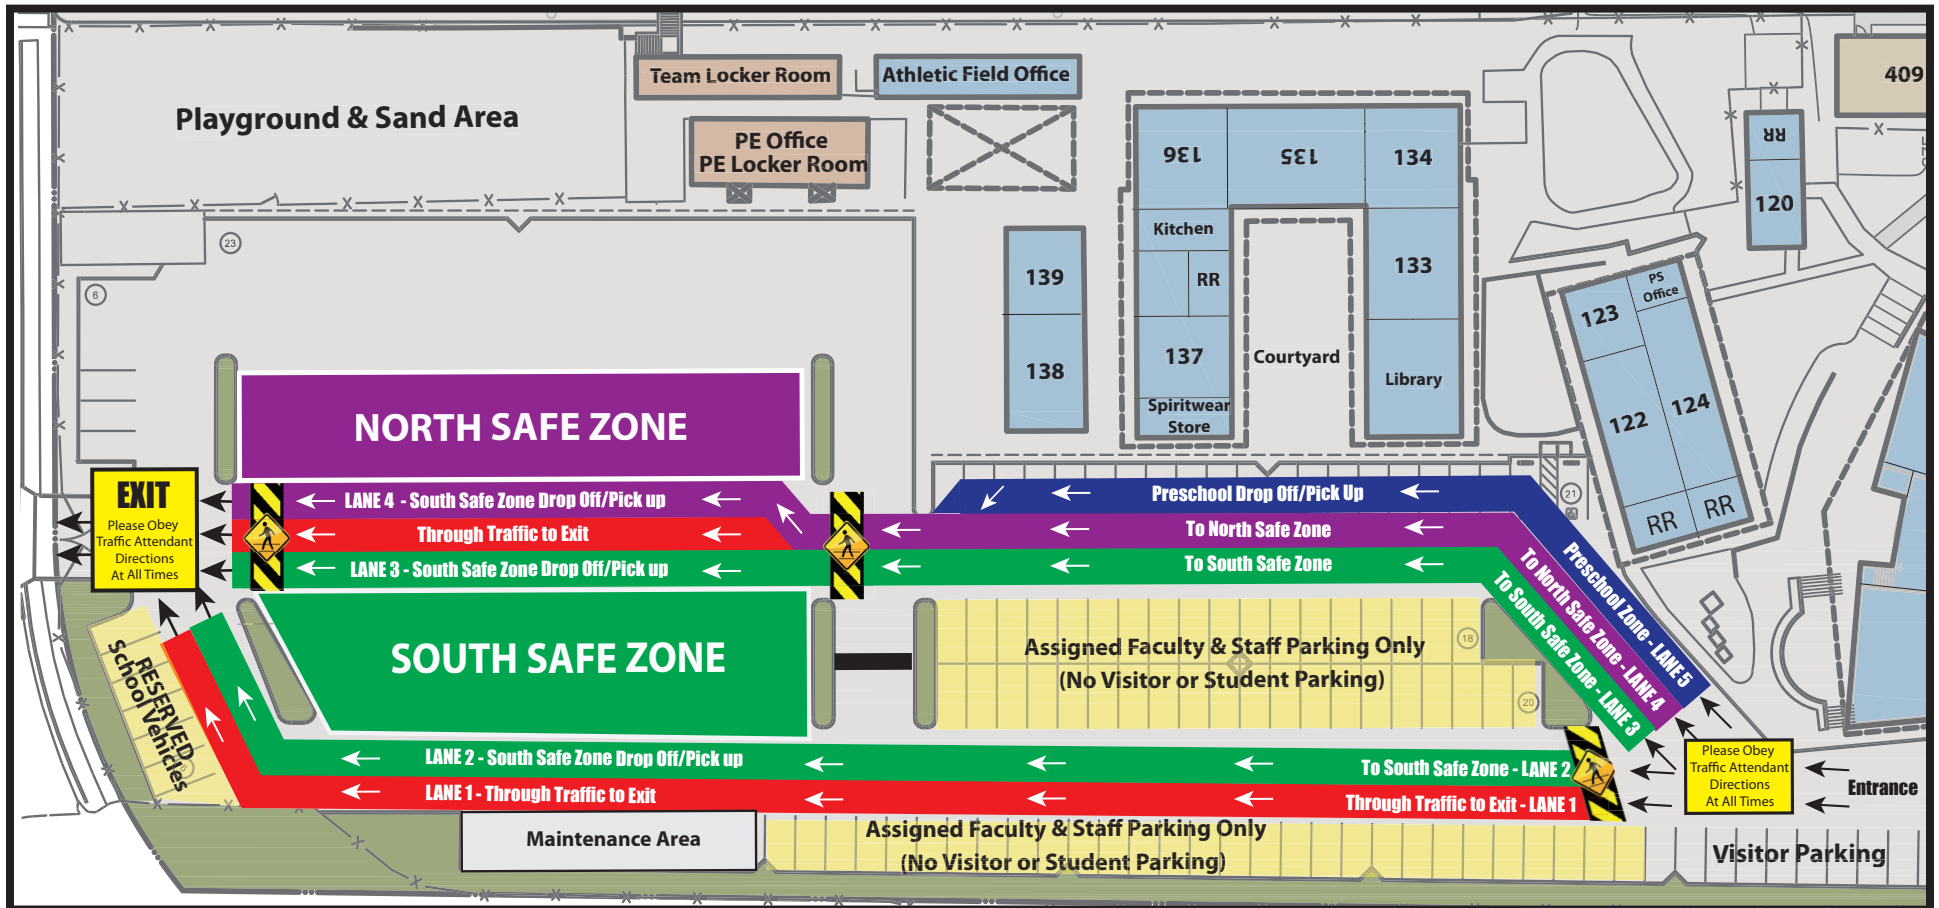 Team Locker Room
Athletic Field Office
409
Playground & Sand Area
PE Office
PE Locker Room
136
135
134
RR
120
23
Kitchen
139
RR
133
PS
Office
123
6
137
Courtyard
138
Library
Spiritwear
Store
122
124
NORTH SAFE ZONE
RR
RR
21
EXIT
Please Obey
Traffic Attendant
Directions
At All Times
LANE 4 - South Safe Zone Drop Off/Pick up
Through Traffic to Exit
LANE 3 - South Safe Zone Drop Off/Pick up
Preschool Drop Off/Pick Up
To North Safe Zone
To South Safe Zone
Preschool Zone - LANE 5
To North Safe Zone - LANE 4
To South Safe Zone - LANE 3
SOUTH SAFE ZONE
Assigned Faculty & Staff Parking Only
(No Visitor or Student Parking)
18
20
RESERVED
School Vehicles
LANE 2 - South Safe Zone Drop Off/Pick up
To South Safe Zone - LANE 2
LANE 1 - Through Traffic to Exit
Through Traffic to Exit - LANE 1
Please Obey
Traffic Attendant
Directions
At All Times
Entrance
Maintenance Area
Assigned Faculty & Staff Parking Only
(No Visitor or Student Parking)
Visitor Parking